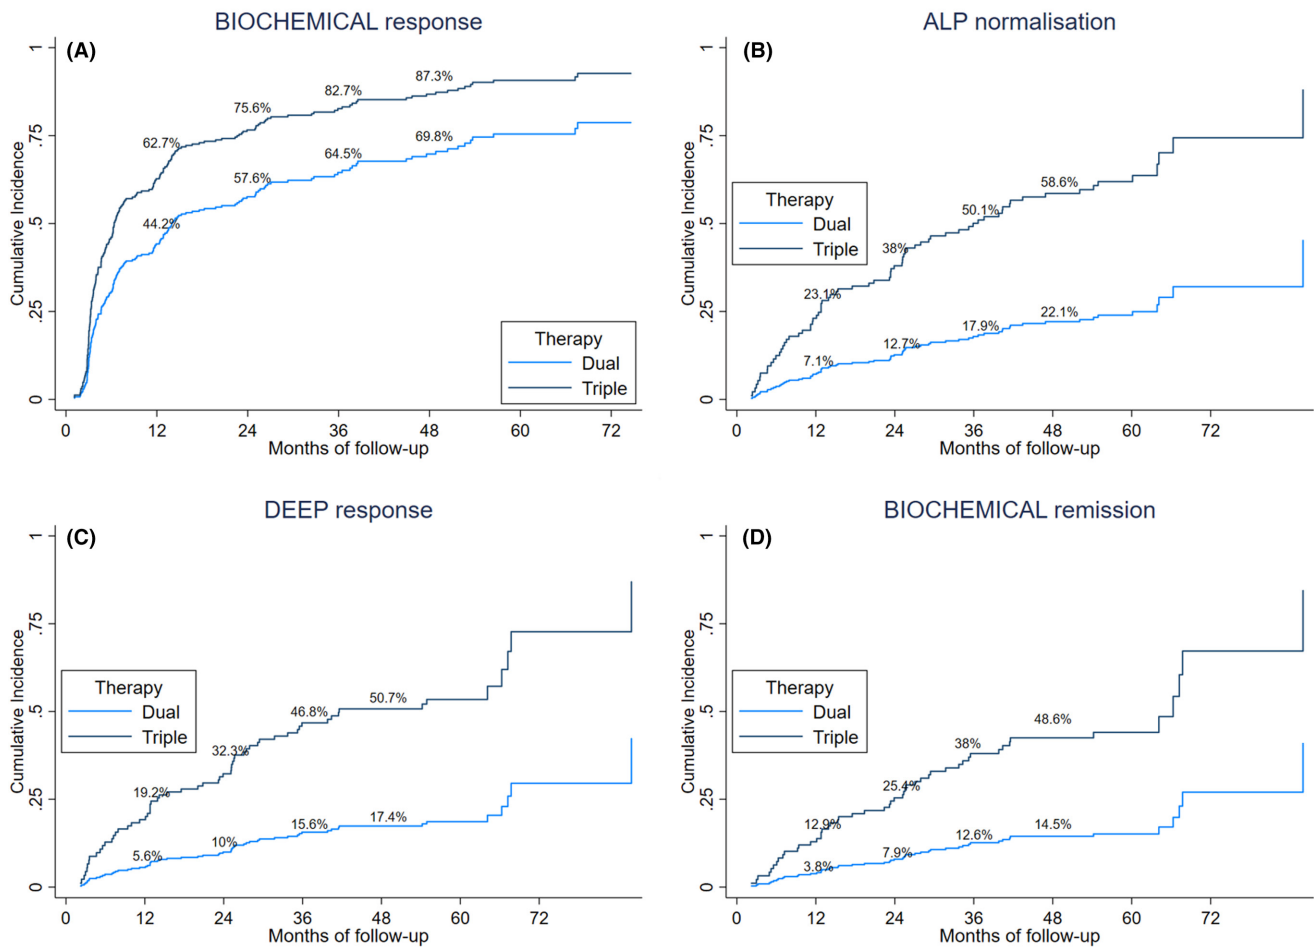 BIOCHEMICAL response
(A)
Cumulative Incidence
1
.75
.5
.25
0
62.7%
75.6%
82.7%
87.3%
44.2%
57.6%
64.5%
69.8%
Therapy
Dual
Triple
0 12 24 36 48 60 72
Months of follow-up
ALP normalisation
(B)
Cumulative Incidence
1
.75
.5
.25
0
Therapy
Dual
Triple
23.1%
38%
50.1%
58.6%
7.1%
12.7%
17.9%
22.1%
0 12 24 36 48 60 72
Months of follow-up
DEEP response
(C)
Cumulative Incidence
1
.75
.5
.25
0
Therapy
Dual
Triple
19.2%
32.3%
46.8%
50.7%
5.6%
10%
15.6%
17.4%
0 12 24 36 48 60 72
Months of follow-up
BIOCHEMICAL remission
(D)
Cumulative Incidence
1
.75
.5
.25
0
Therapy
Dual
Triple
12.9%
25.4%
38%
48.6%
3.8%
7.9%
12.6%
14.5%
0 12 24 36 48 60 72
Months of follow-up